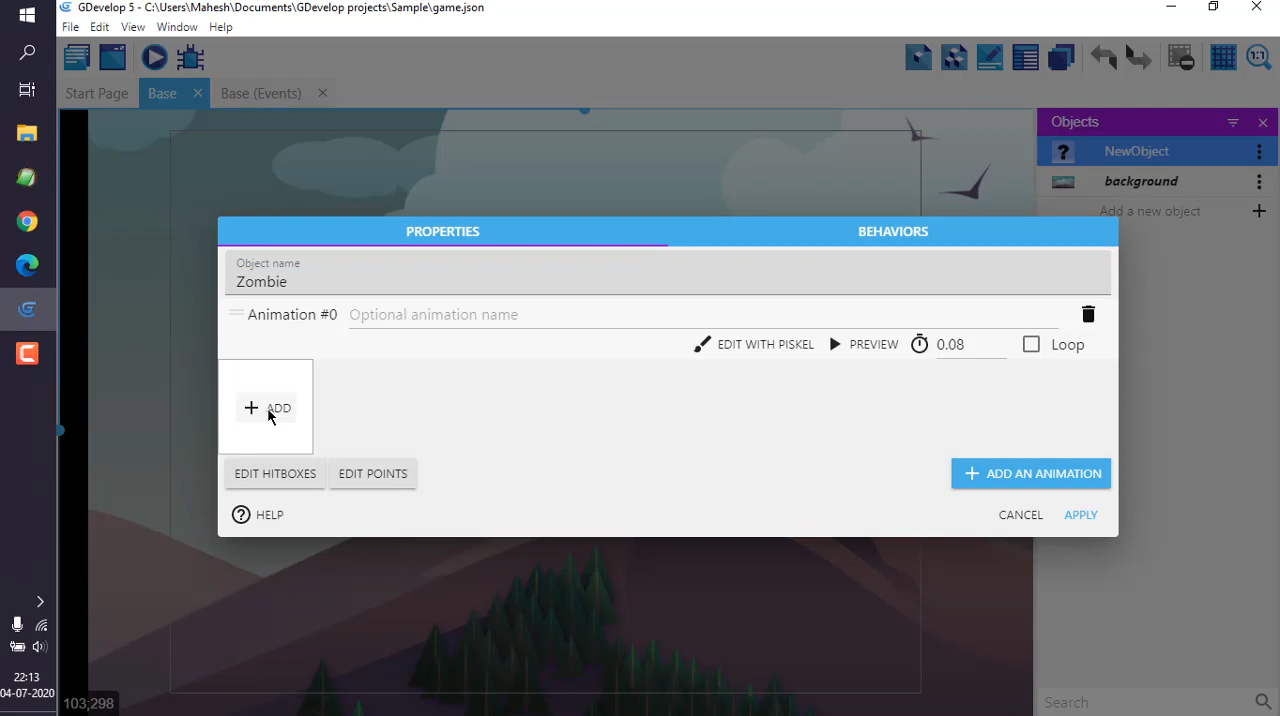 GDevelop 5 - C:\Users\Mahesh\Documents\GDevelop projects\Sample\game.json
File Edit View Window Help
1:1
Start Page Base × Base (Events) ×
Objects
? NewObject
background
Add a new object
PROPERTIES BEHAVIORS
Object name
Zombie
Animation #0 Optional animation name
EDIT WITH PISKEL PREVIEW 0.08 Loop
+ ADD
EDIT HITBOXES EDIT POINTS + ADD AN ANIMATION
? HELP CANCEL APPLY
22:13
04-07-2020
103;298
Search